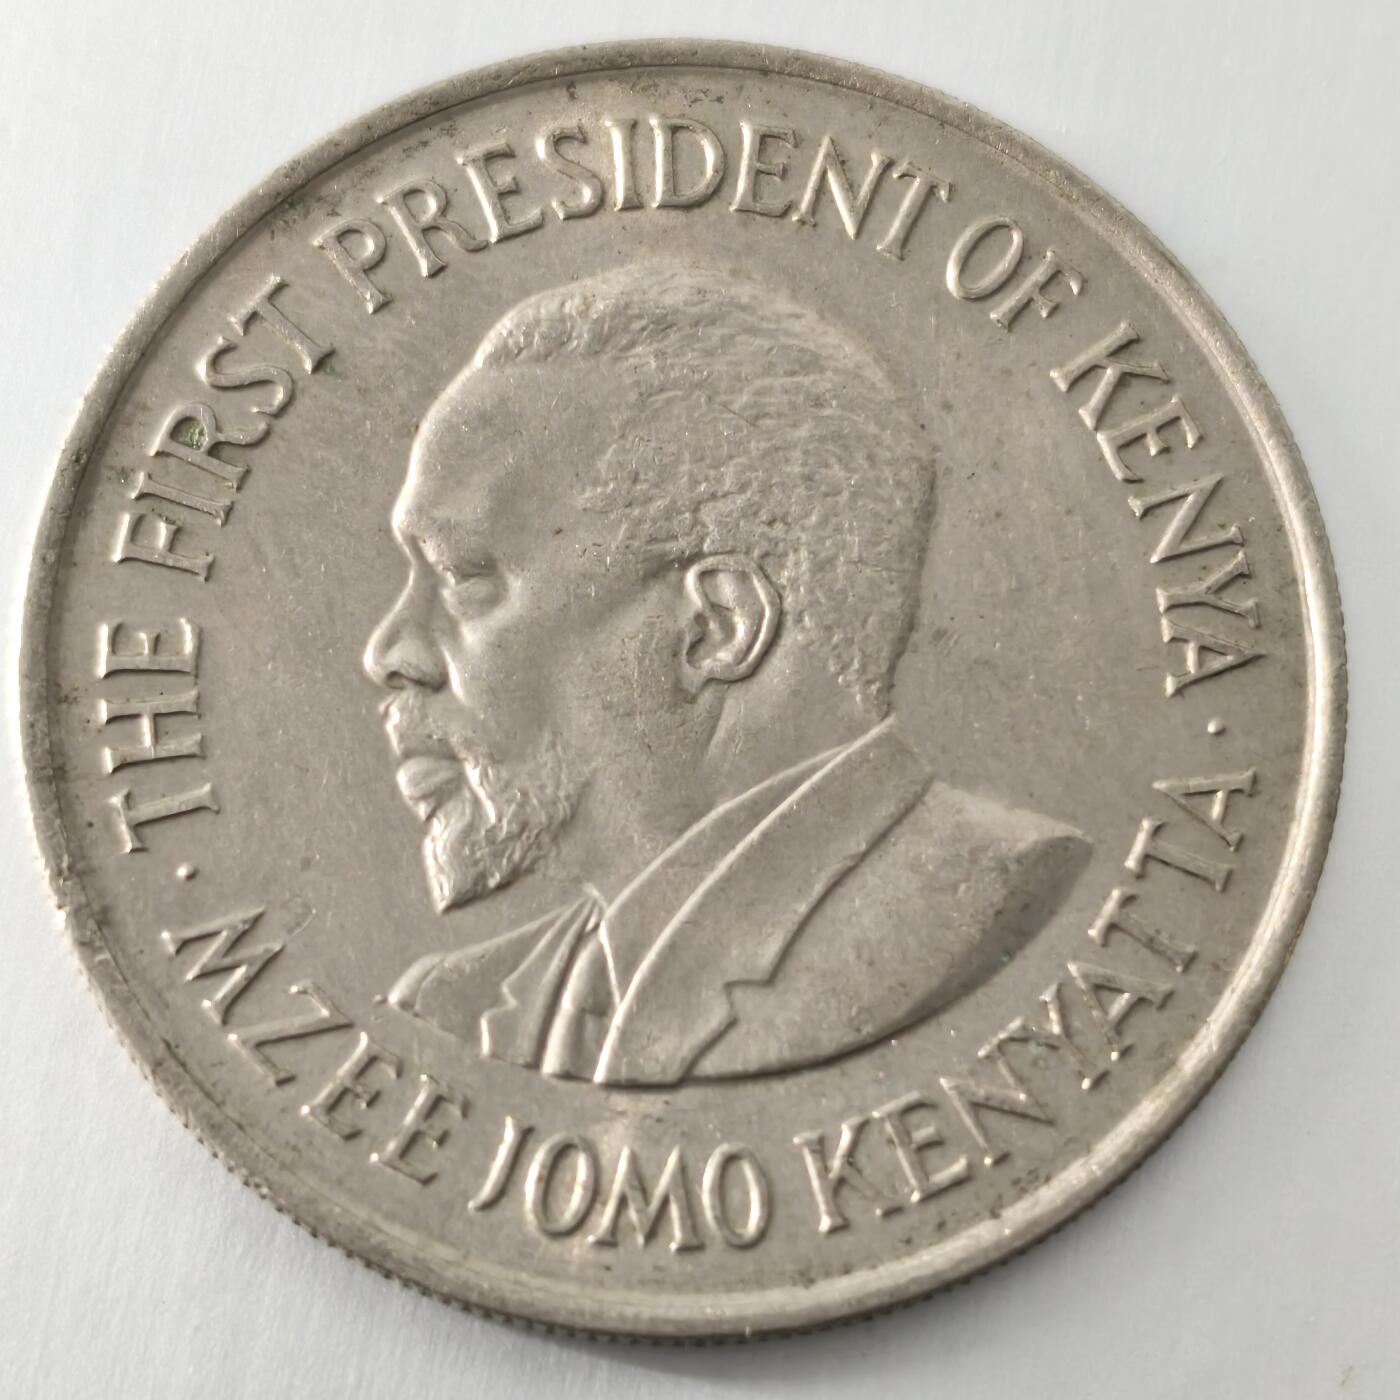 · THE FIRST PRESIDENT OF KENYA ·
MZEE JOMO KENYATTA